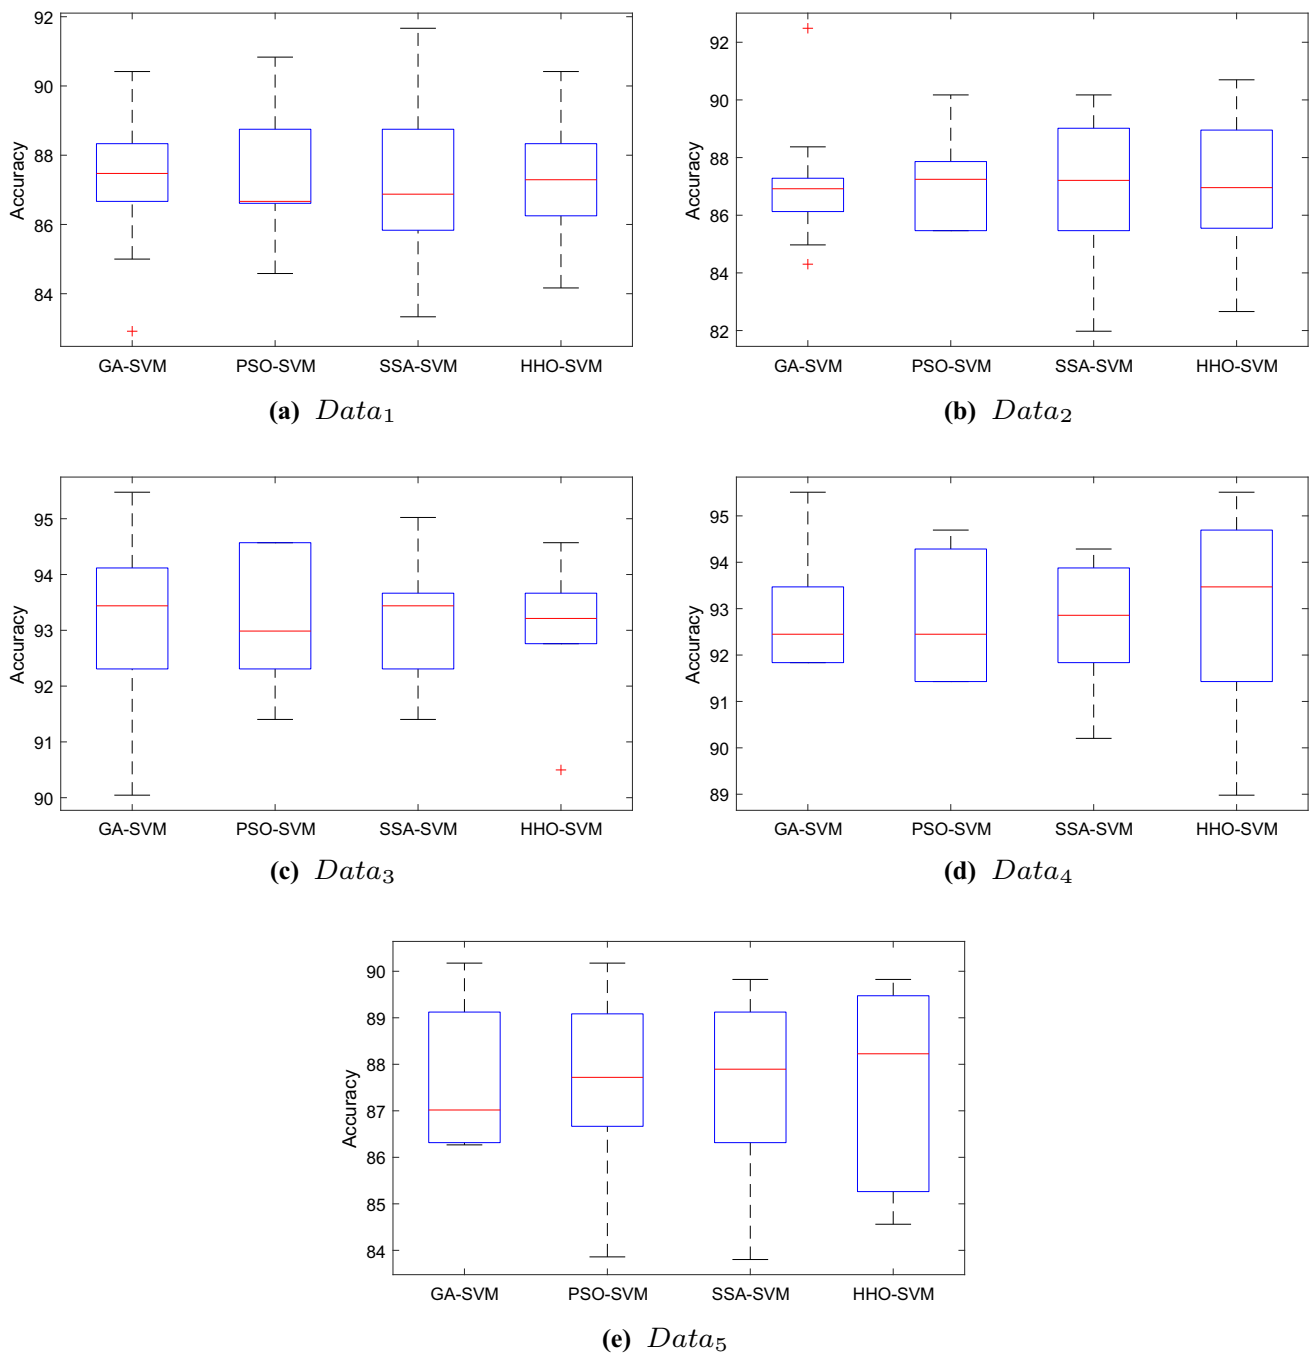 92
90
88
86
84
Accuracy
GA-SVM PSO-SVM SSA-SVM HHO-SVM
(a) Data₁
92
90
88
86
84
82
Accuracy
GA-SVM PSO-SVM SSA-SVM HHO-SVM
(b) Data₂
95
94
93
92
91
90
Accuracy
GA-SVM PSO-SVM SSA-SVM HHO-SVM
(c) Data₃
95
94
93
92
91
90
89
Accuracy
GA-SVM PSO-SVM SSA-SVM HHO-SVM
(d) Data₄
90
89
88
87
86
85
84
Accuracy
GA-SVM PSO-SVM SSA-SVM HHO-SVM
(e) Data₅